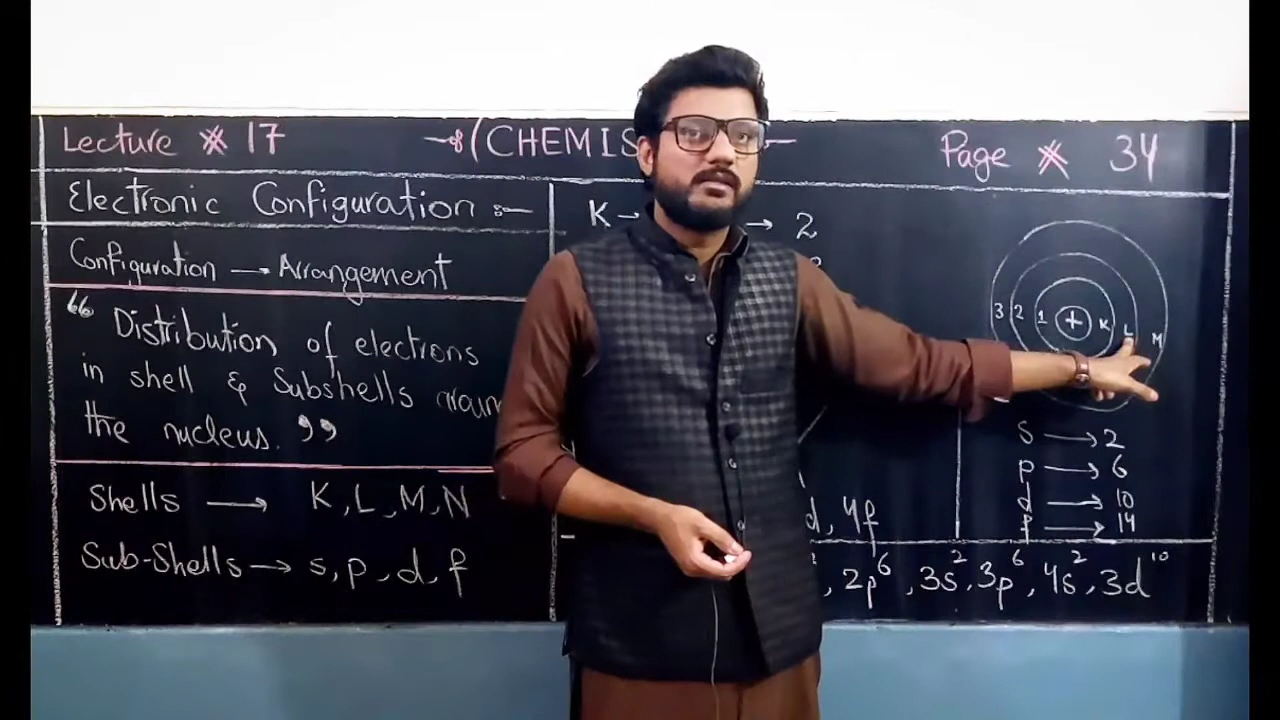 Lecture # 17
(CHEMIS
Page # 34
Electronic Configuration :-
Configuration → Arrangement
“ Distribution of electrons
in shell & Subshells aroun
the nucleus. ”
Shells → K, L, M, N
Sub-Shells → s, p, d, f
K →
→ 2
3 2 1 + K L M
s → 2
p → 6
d → 10
f → 14
d, 4f
, 2p⁶, 3s², 3p⁶, 4s², 3d¹⁰